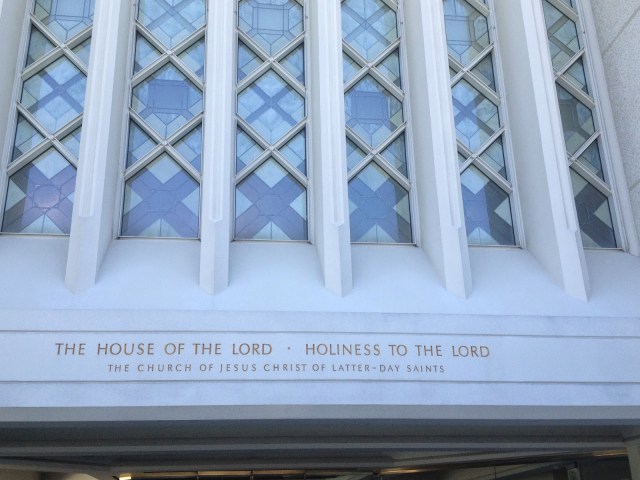 THE HOUSE OF THE LORD · HOLINESS TO THE LORD
THE CHURCH OF JESUS CHRIST OF LATTER-DAY SAINTS